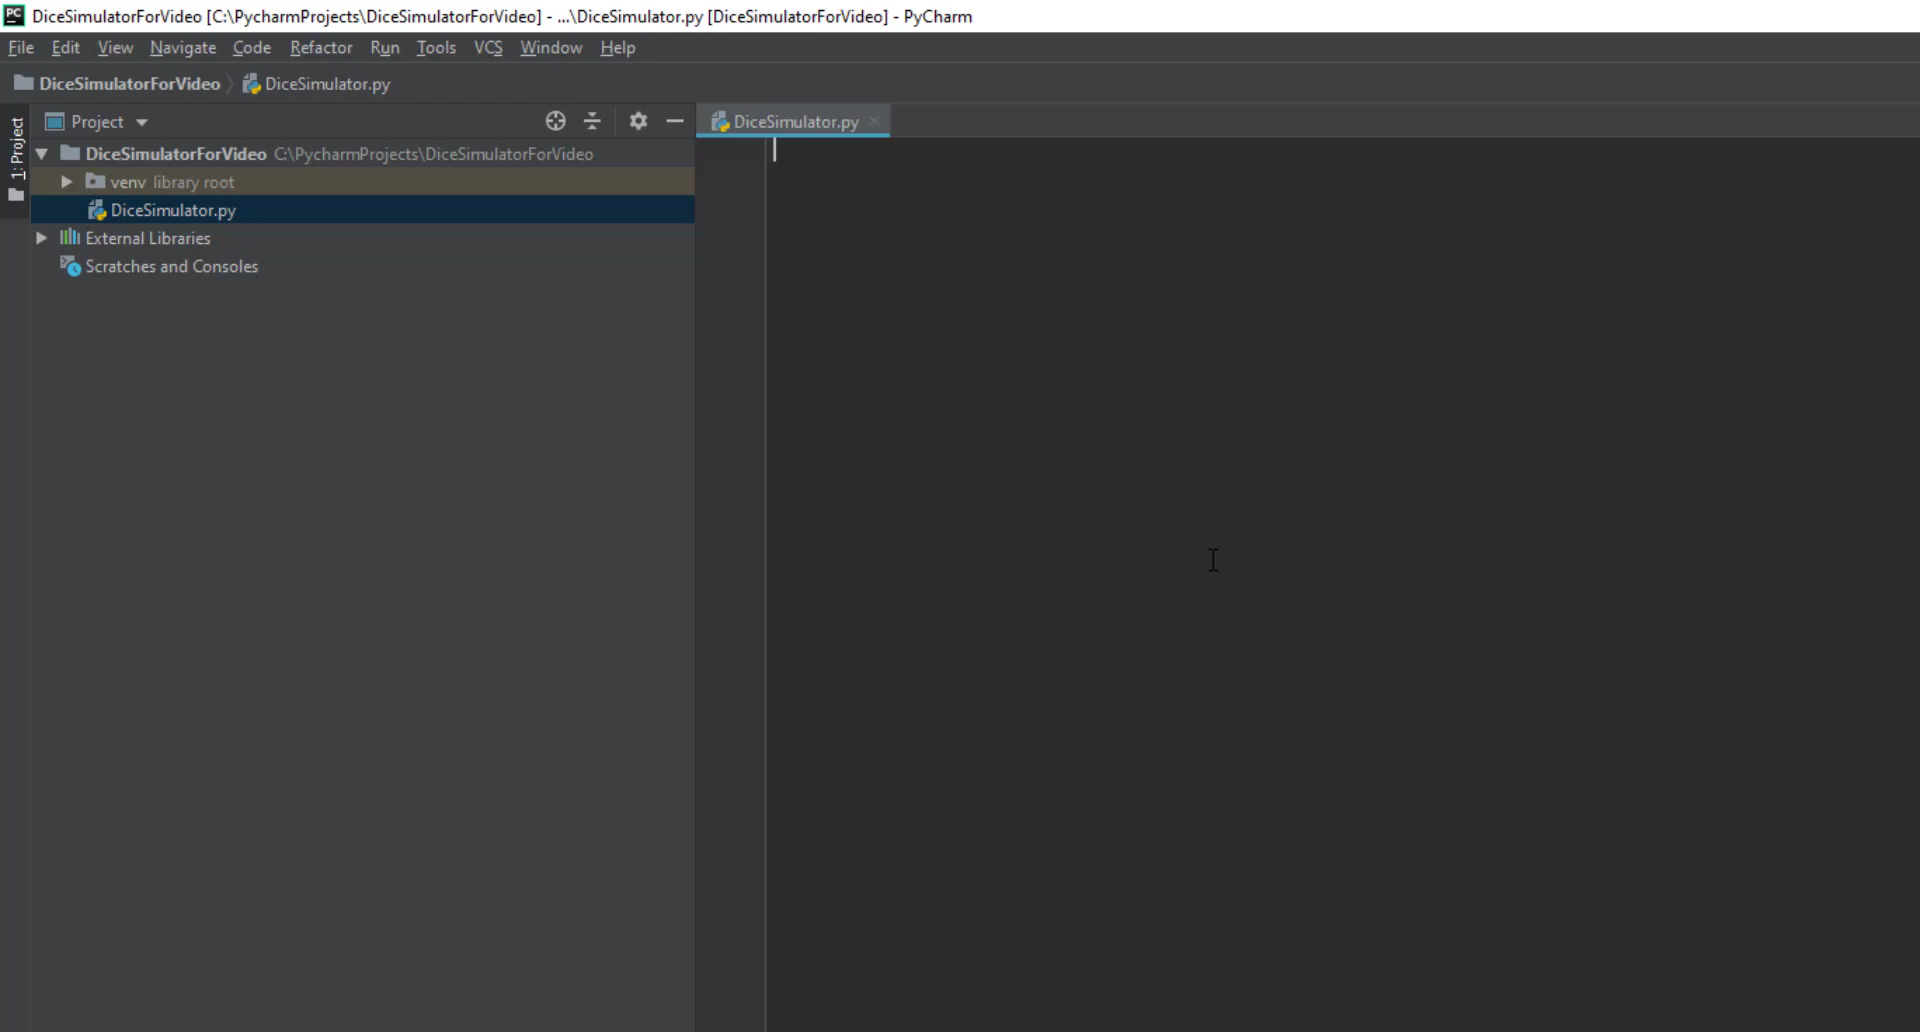 PC DiceSimulatorForVideo [C:\PycharmProjects\DiceSimulatorForVideo] - ...\DiceSimulator.py [DiceSimulatorForVideo] - PyCharm
File Edit View Navigate Code Refactor Run Tools VCS Window Help
DiceSimulatorForVideo DiceSimulator.py
1: Project
Project
DiceSimulator.py
DiceSimulatorForVideo C:\PycharmProjects\DiceSimulatorForVideo
venv library root
DiceSimulator.py
External Libraries
Scratches and Consoles